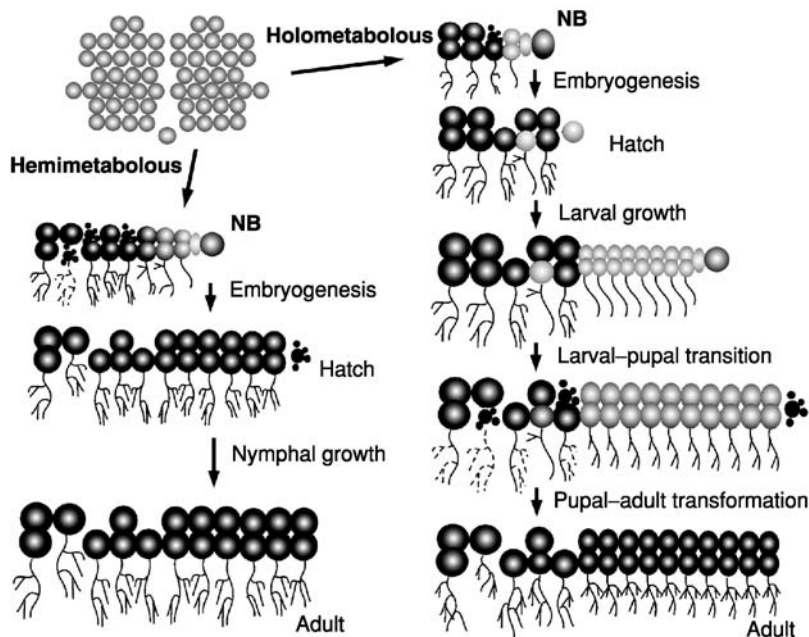 Holometabolous
NB
Embryogenesis
Hatch
Larval growth
Larval–pupal transition
Pupal–adult transformation
Adult
Hemimetabolous
NB
Embryogenesis
Hatch
Nymphal growth
Adult